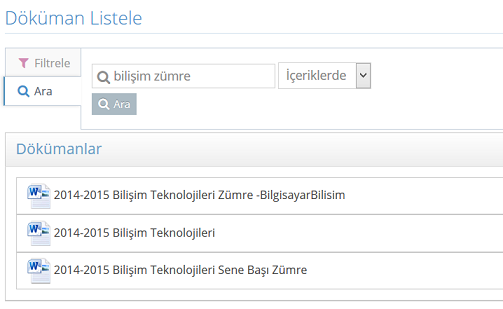 Döküman Listele
Filtrele
bilişim zümre İçeriklerde
Ara
Ara
Dökümanlar
2014-2015 Bilişim Teknolojileri Zümre -BilgisayarBilisim
2014-2015 Bilişim Teknolojileri
2014-2015 Bilişim Teknolojileri Sene Başı Zümre